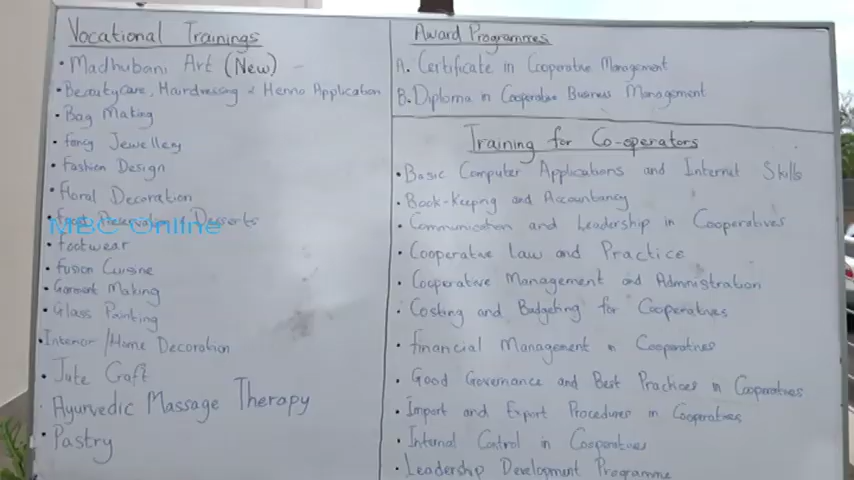 Vocational Trainings
• Madhubani Art (New)
• Beautycare, Hairdressing & Henna Application
• Bag Making
• Fancy Jewellery
• Fashion Design
• Floral Decoration
• Food Preservation & Desserts
MBC Online
• Footwear
• Fusion Cuisine
• Garment Making
• Glass Painting
• Interior / Home Decoration
• Jute Craft
• Ayurvedic Massage Therapy
• Pastry
Award Programmes
A. Certificate in Cooperative Management
B. Diploma in Cooperative Business Management
Training for Co-operators
• Basic Computer Applications and Internet Skills
• Book-Keeping and Accountancy
• Communication and Leadership in Cooperatives
• Cooperative Law and Practice
• Cooperative Management and Administration
• Costing and Budgeting for Cooperatives
• Financial Management in Cooperatives
• Good Governance and Best Practices in Cooperatives
• Import and Export Procedures in Cooperatives
• Internal Control in Cooperatives
• Leadership Development Programme